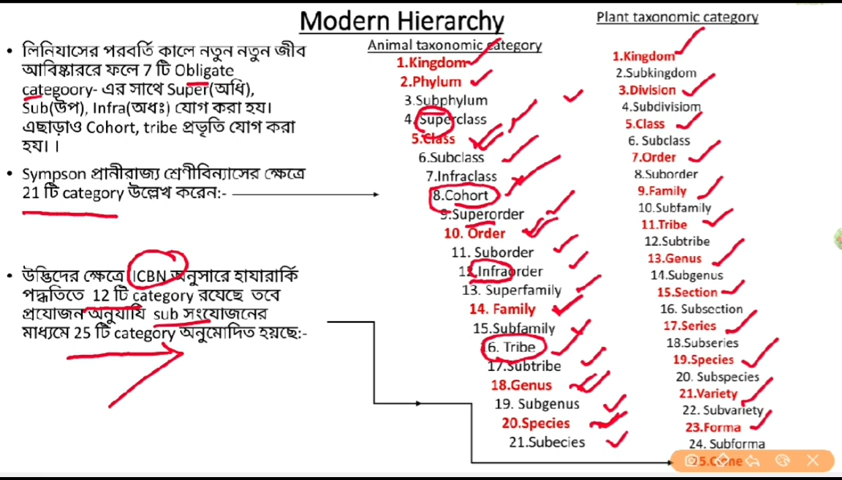 Modern Hierarchy
লিনিয়াসের পরবর্তি কালে নতুন নতুন জীব
আবিষ্কাররে ফলে 7 টি Obligate
categoory- এর সাথে Super(অধি),
Sub(উপ), Infra(অধঃ) যোগ করা হয।
এছাড়াও Cohort, tribe প্রভৃতি যোগ করা
হয়। ।
Sympson প্রানীরাজ্য শ্রেণীবিন্যাসের ক্ষেত্রে
21 টি category উল্লেখ করেন:-
উদ্ভিদের ক্ষেত্রে ICBN অনুসারে হাযারার্কি
পদ্ধতিতে 12 টি category রযেছে তবে
প্রযোজন অনুযায়ি sub সংযোজনের
মাধ্যমে 25 টি category অনুমোদিত হয়ছে:-
Animal taxonomic category
1.Kingdom
2.Phylum
3.Subphylum
4. Superclass
5.Class
6.Subclass
7.Infraclass
8.Cohort
9.Superorder
10. Order
11. Suborder
12.Infraorder
13. Superfamily
14. Family
15.Subfamily
16. Tribe
17.Subtribe
18.Genus
19. Subgenus
20.Species
21.Subecies
Plant taxonomic category
1.Kingdom
2.Subkingdom
3.Division
4.Subdivisiom
5.Class
6. Subclass
7.Order
8.Suborder
9.Family
10.Subfamily
11.Tribe
12.Subtribe
13.Genus
14.Subgenus
15.Section
16. Subsection
17.Series
18.Subseries
19.Species
20. Subspecies
21.Variety
22. Subvariety
23.Forma
24. Subforma